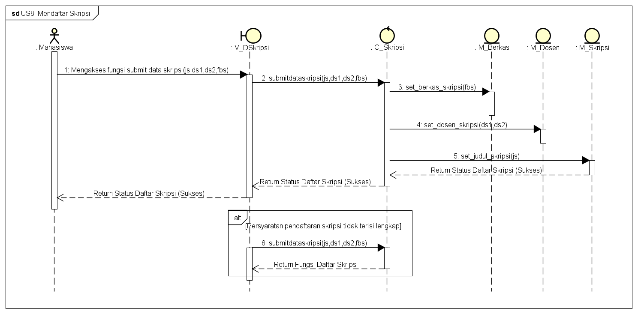 sd US9. Mendaftar Skripsi
: Mahasiswa
: V_DSkripsi
: C_Skripsi
: M_Berkas
: M_Dosen
: M_Skripsi
1: Mengakses fungsi submit data skripsi(js,ds1,ds2,fbs)
2: submitdataskripsi(js,ds1,ds2,fbs)
3: set_berkas_skripsi(fbs)
4: set_dosen_skripsi(ds1,ds2)
5: set_judul_skripsi(js)
Return Status Daftar Skripsi (Sukses)
Return Status Daftar Skripsi (Sukses)
Return Status Daftar Skripsi (Sukses)
alt
[Persyaratan pendaftaran skripsi tidak terisi lengkap]
6: submitdataskripsi(js,ds1,ds2,fbs)
Return Fungsi Daftar Skripsi